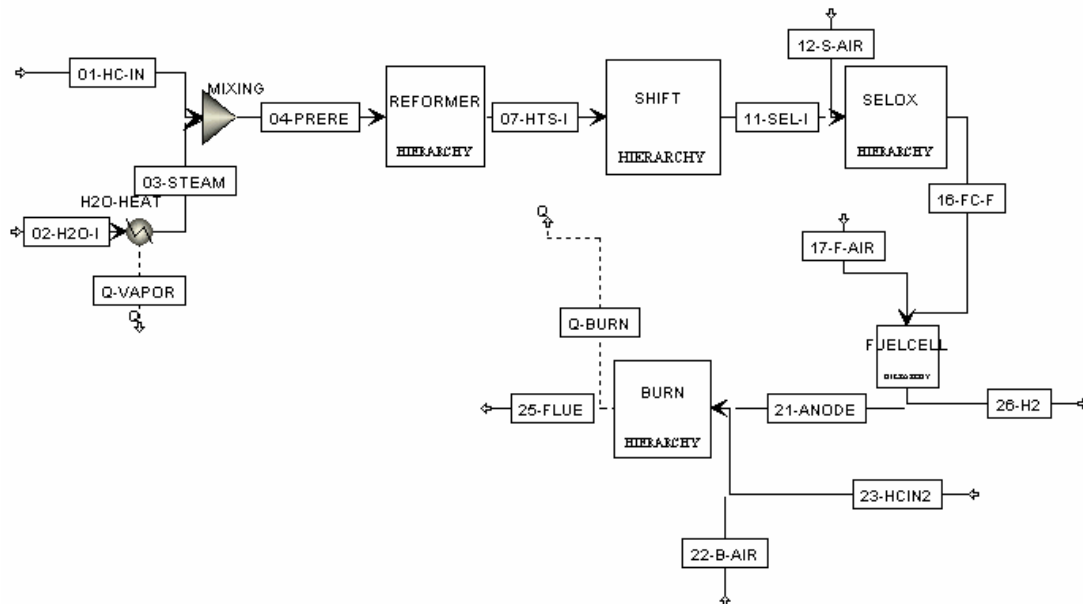 12-S-AIR
01-HC-IN
MIXING
REFORMER
SHIFT
SELOX
04-PRERE
07-HTS-I
11-SEL-I
HIERARCHY
HIERARCHY
HIERARCHY
03-STEAM
H2O-HEAT
16-FC-F
02-H2O-I
Q
17-F-AIR
Q-VAPOR
Q
Q-BURN
FUELCELL
HIERARCHY
BURN
25-FLUE
21-ANODE
26-H2
HIERARCHY
23-HCIN2
22-B-AIR